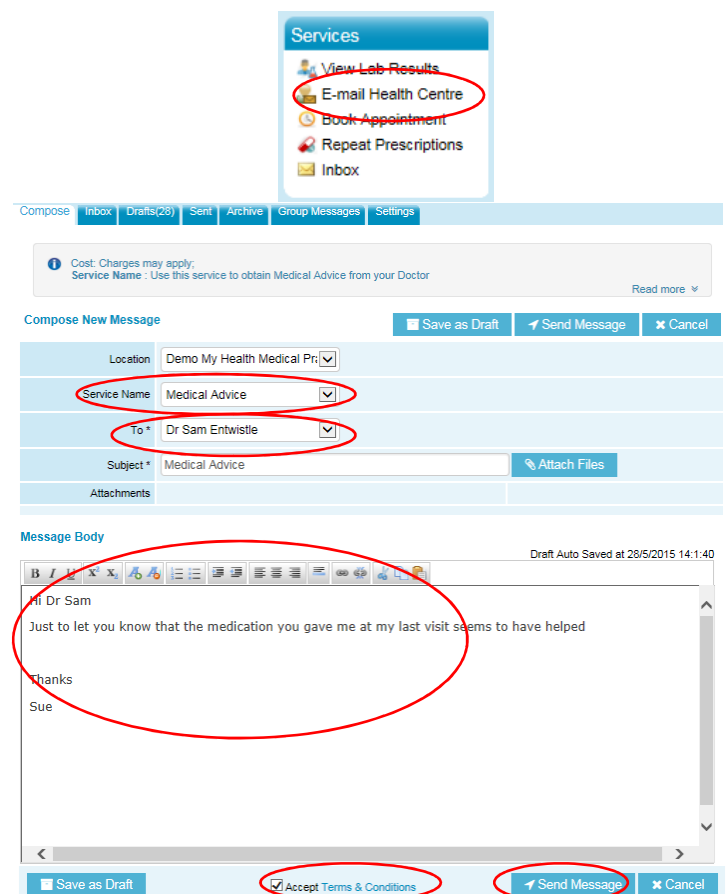 Services
View Lab Results
E-mail Health Centre
Book Appointment
Repeat Prescriptions
Inbox
Compose Inbox Drafts(28) Sent Archive Group Messages Settings
Cost: Charges may apply;
Service Name : Use this service to obtain Medical Advice from your Doctor
Read more
Compose New Message Save as Draft Send Message Cancel
Location Demo My Health Medical Pr
Service Name Medical Advice
To * Dr Sam Entwistle
Subject * Medical Advice Attach Files
Attachments
Message Body
Draft Auto Saved at 28/5/2015 14:1:40
B I U X² X₂
Hi Dr Sam
Just to let you know that the medication you gave me at my last visit seems to have helped
Thanks
Sue
Save as Draft Accept Terms & Conditions Send Message Cancel